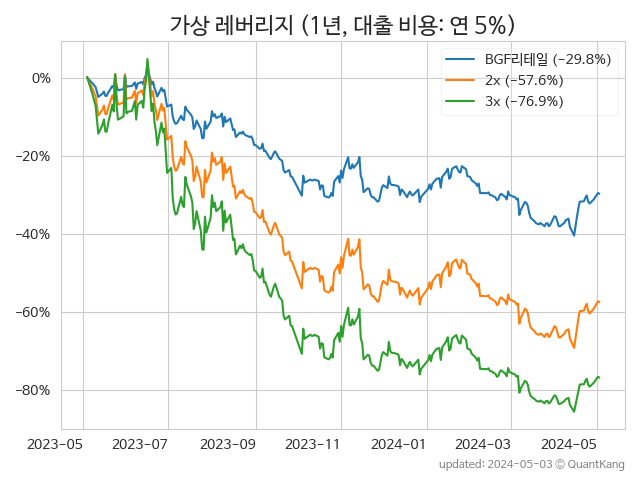 가상 레버리지 (1년, 대출 비용: 연 5%)
BGF리테일 (−29.8%)
2x (−57.6%)
3x (−76.9%)
0%
−20%
−40%
−60%
−80%
2023-05 2023-07 2023-09 2023-11 2024-01 2024-03 2024-05
updated: 2024-05-03 © QuantKang